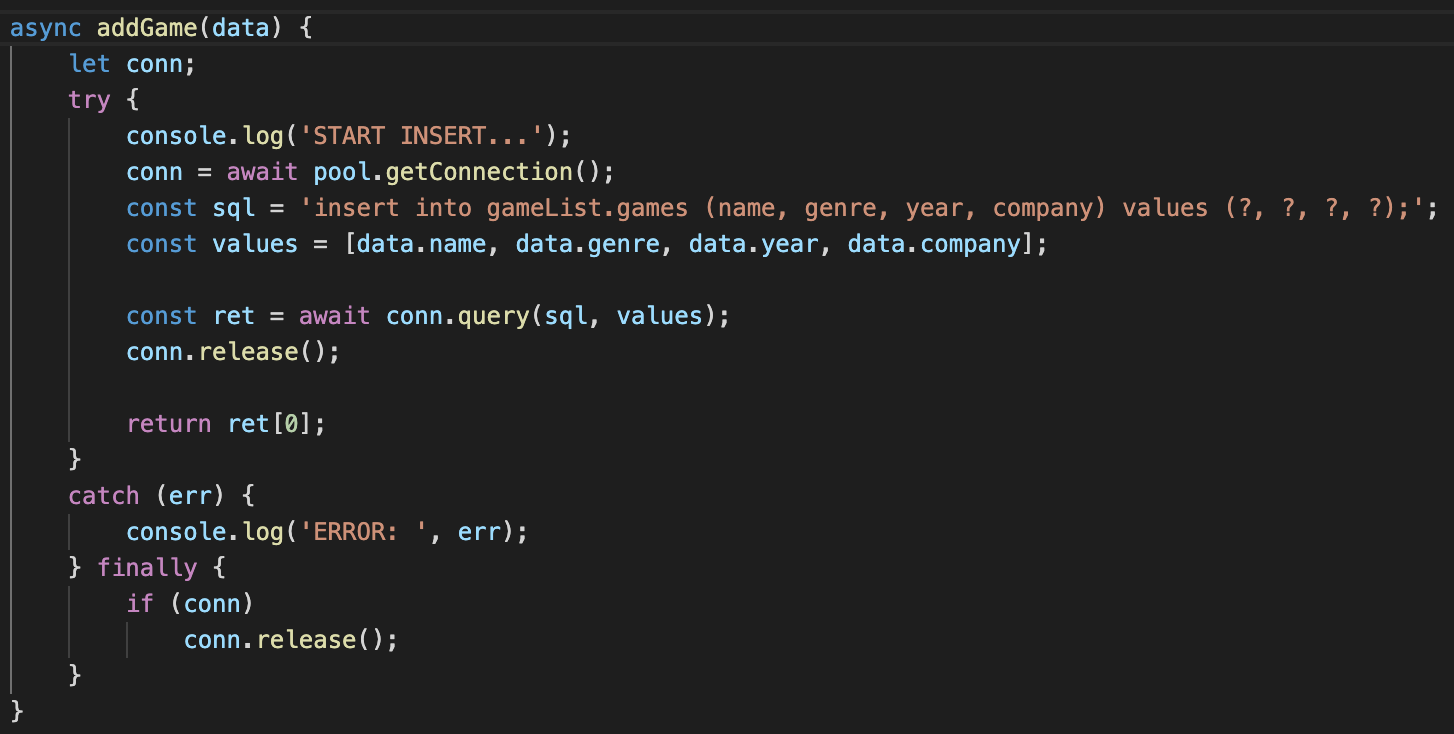 async addGame(data) {
    let conn;
    try {
        console.log('START INSERT...');
        conn = await pool.getConnection();
        const sql = 'insert into gameList.games (name, genre, year, company) values (?, ?, ?, ?);';
        const values = [data.name, data.genre, data.year, data.company];

        const ret = await conn.query(sql, values);
        conn.release();

        return ret[0];
    }
    catch (err) {
        console.log('ERROR: ', err);
    } finally {
        if (conn)
            conn.release();
    }
}